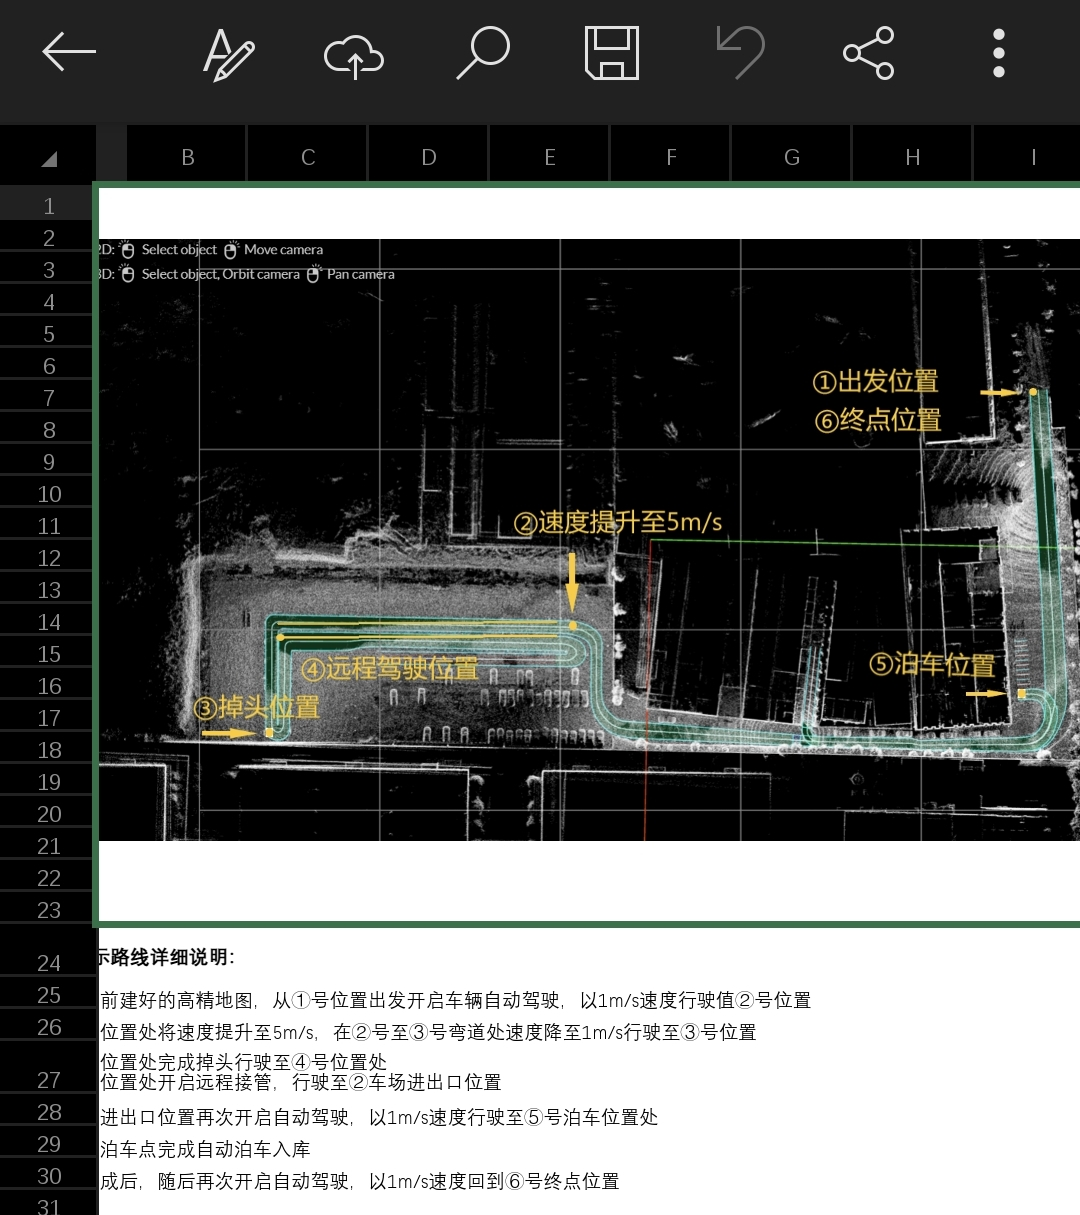 B C D E F G H I
1
2
2D: Select object Move camera
3
3D: Select object, Orbit camera Pan camera
4
5
6
7
①出发位置
8
⑥终点位置
9
10
11
②速度提升至5m/s
12
13
14
15
④远程驾驶位置
⑤泊车位置
16
17
③掉头位置
18
19
20
21
22
23
24
示路线详细说明:
25
前建好的高精地图，从①号位置出发开启车辆自动驾驶，以1m/s速度行驶值②号位置
26
位置处将速度提升至5m/s，在②号至③号弯道处速度降至1m/s行驶至③号位置
位置处完成掉头行驶至④号位置处
27
位置处开启远程接管，行驶至②车场进出口位置
28
进出口位置再次开启自动驾驶，以1m/s速度行驶至⑤号泊车位置处
29
泊车点完成自动泊车入库
30
成后，随后再次开启自动驾驶，以1m/s速度回到⑥号终点位置
31